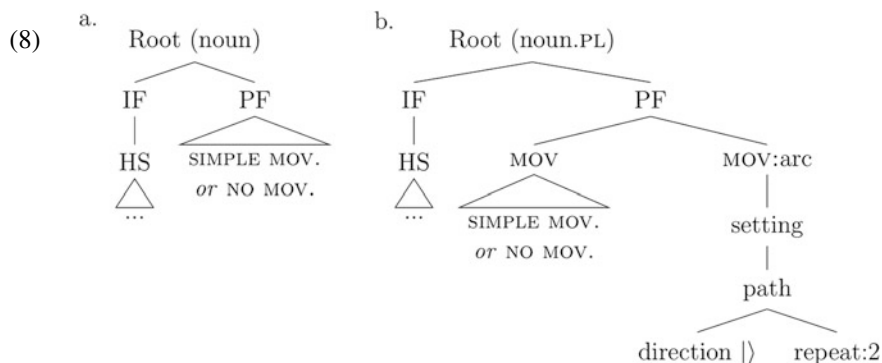 (8)
a.
Root (noun)
IF PF
HS SIMPLE MOV.
or NO MOV.
...
b.
Root (noun.PL)
IF PF
HS MOV MOV:arc
... SIMPLE MOV.
or NO MOV.
setting
path
direction |⟩ repeat:2